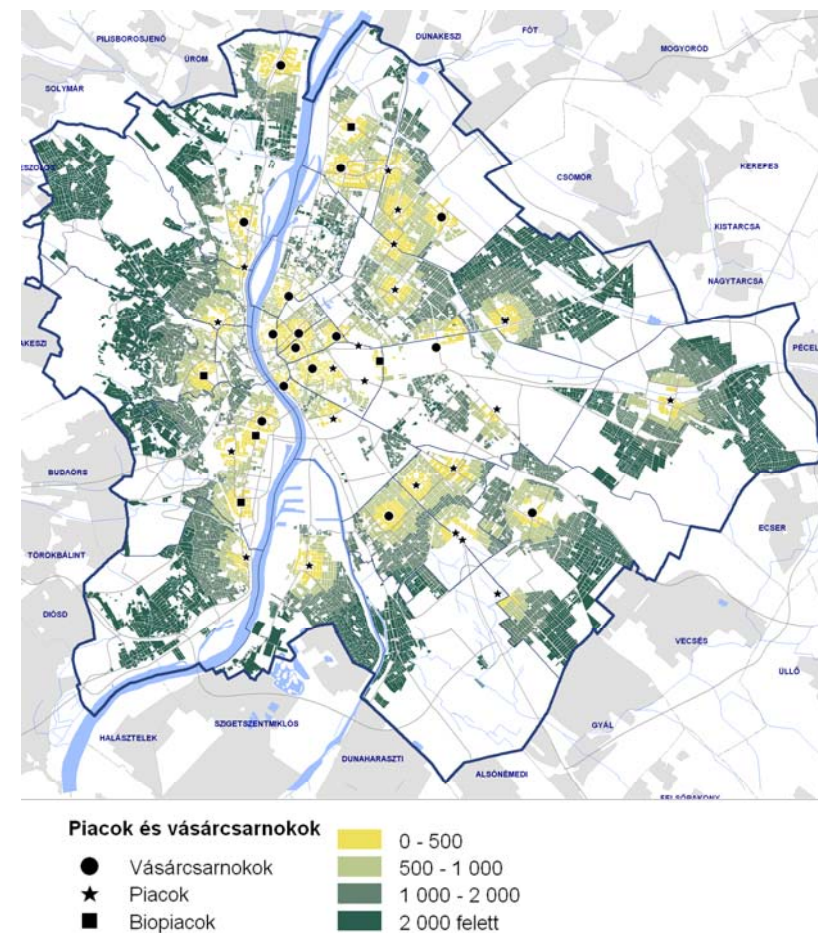 PILISBOROSJENŐ
ÜRÖM
DUNAKESZI
FÓT
MOGYORÓD
SOLYMÁR
CSÖMÖR
KEREPES
KISTARCSA
NAGYTARCSA
AKESZI
PÉCEL
BUDAÖRS
ECSER
TÖRÖKBÁLINT
DIÓSD
VECSÉS
ÜLLŐ
SZIGETSZENTMIKLÓS
GYÁL
HALÁSZTELEK
DUNAHARASZTI
ALSÓNÉMEDI
Piacok és vásárcsarnokok
Vásárcsarnokok
Piacok
Biopiacok
0 - 500
500 - 1 000
1 000 - 2 000
2 000 felett